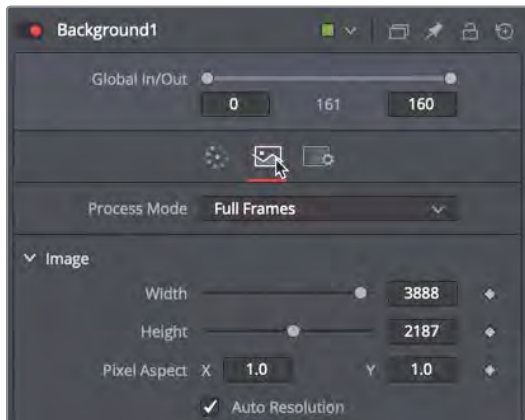 Background1
Global In/Out
0 161 160
Process Mode Full Frames
Image
Width 3888
Height 2187
Pixel Aspect X 1.0 Y 1.0
Auto Resolution